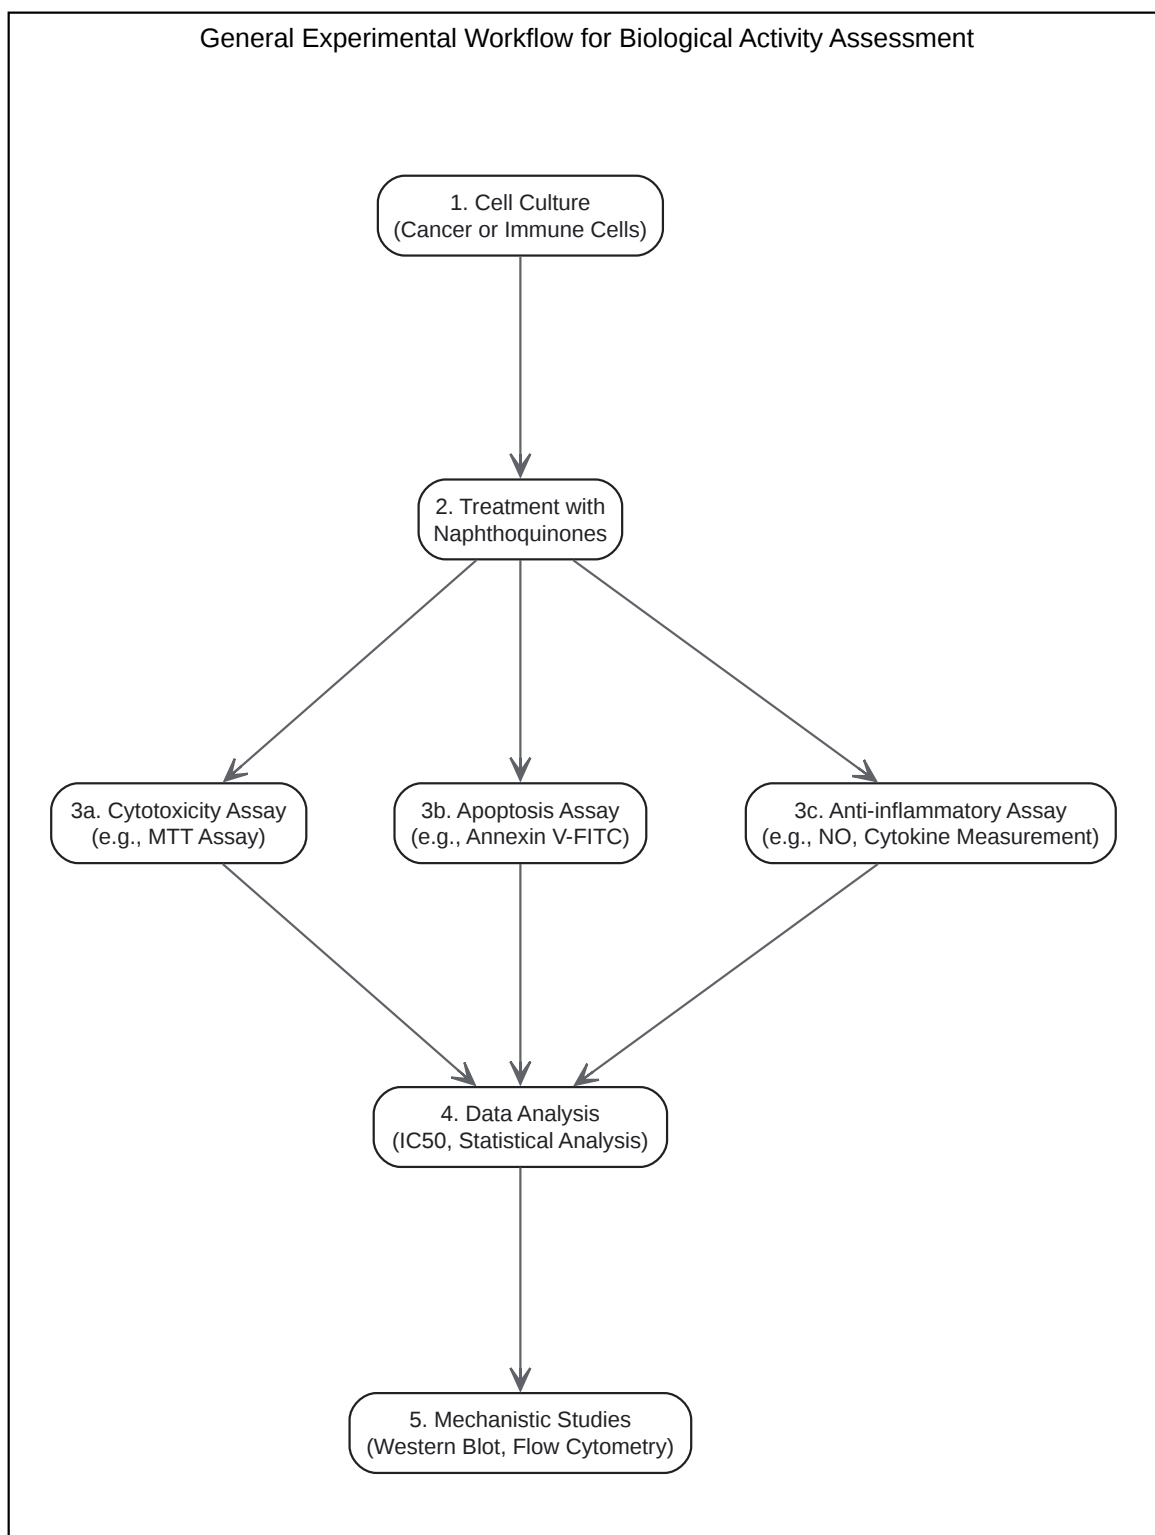 General Experimental Workflow for Biological Activity Assessment
1. Cell Culture
(Cancer or Immune Cells)
2. Treatment with
Naphthoquinones
3a. Cytotoxicity Assay
(e.g., MTT Assay)
3b. Apoptosis Assay
(e.g., Annexin V-FITC)
3c. Anti-inflammatory Assay
(e.g., NO, Cytokine Measurement)
4. Data Analysis
(IC50, Statistical Analysis)
5. Mechanistic Studies
(Western Blot, Flow Cytometry)